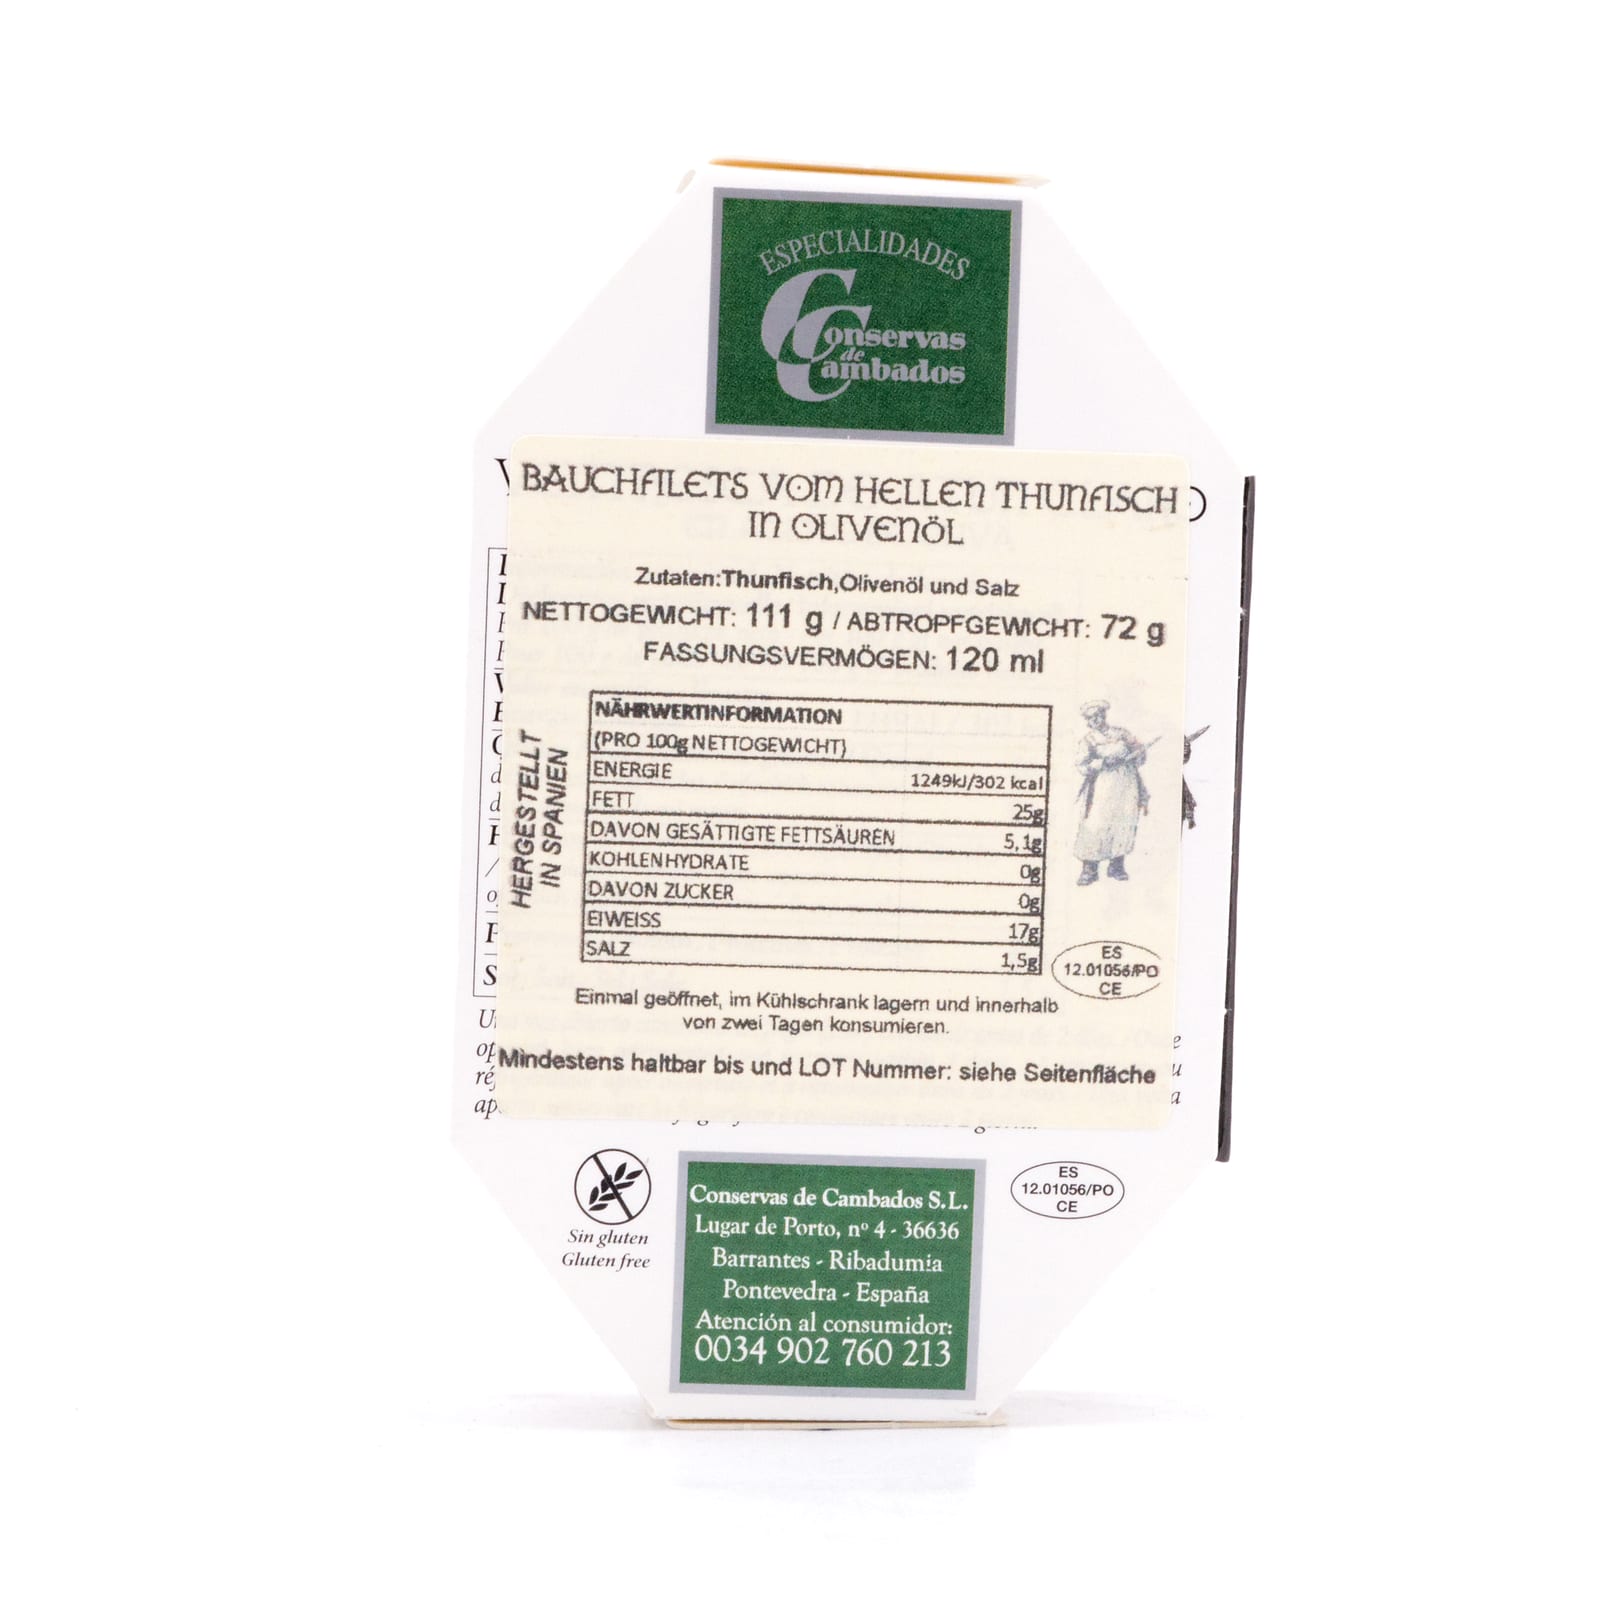 ESPECIALIDADES
Conservas
de
Cambados
BAUCHFILETS VOM HELLEN THUNFISCH
IN OLIVENÖL
Zutaten:Thunfisch,Olivenöl und Salz
NETTOGEWICHT: 111 g / ABTROPFGEWICHT: 72 g
FASSUNGSVERMÖGEN: 120 ml
HERGESTELLT
IN SPANIEN
NÄHRWERTINFORMATION
(PRO 100g NETTOGEWICHT)
ENERGIE 1249kJ/302 kcal
FETT 25g
DAVON GESÄTTIGTE FETTSÄUREN 5,1g
KOHLENHYDRATE 0g
DAVON ZUCKER 0g
EIWEISS 17g
SALZ 1,5g
ES
12.01056/PO
CE
Einmal geöffnet, im Kühlschrank lagern und innerhalb
von zwei Tagen konsumieren.
Mindestens haltbar bis und LOT Nummer: siehe Seitenfläche
Sin gluten
Gluten free
Conservas de Cambados S.L.
Lugar de Porto, nº 4 - 36636
Barrantes - Ribadumia
Pontevedra - España
Atención al consumidor:
0034 902 760 213
ES
12.01056/PO
CE